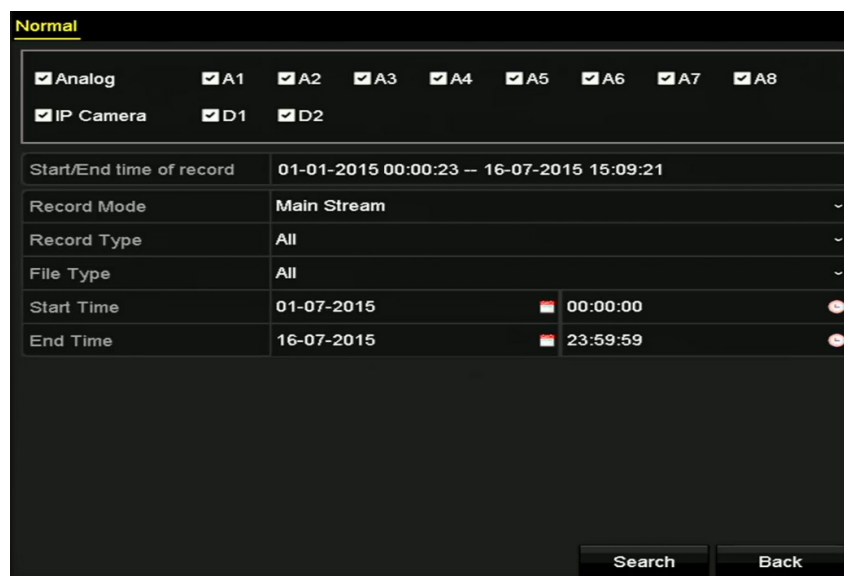 Normal
Analog A1 A2 A3 A4 A5 A6 A7 A8
IP Camera D1 D2
Start/End time of record 01-01-2015 00:00:23 -- 16-07-2015 15:09:21
Record Mode Main Stream
Record Type All
File Type All
Start Time 01-07-2015 00:00:00
End Time 16-07-2015 23:59:59
Search Back